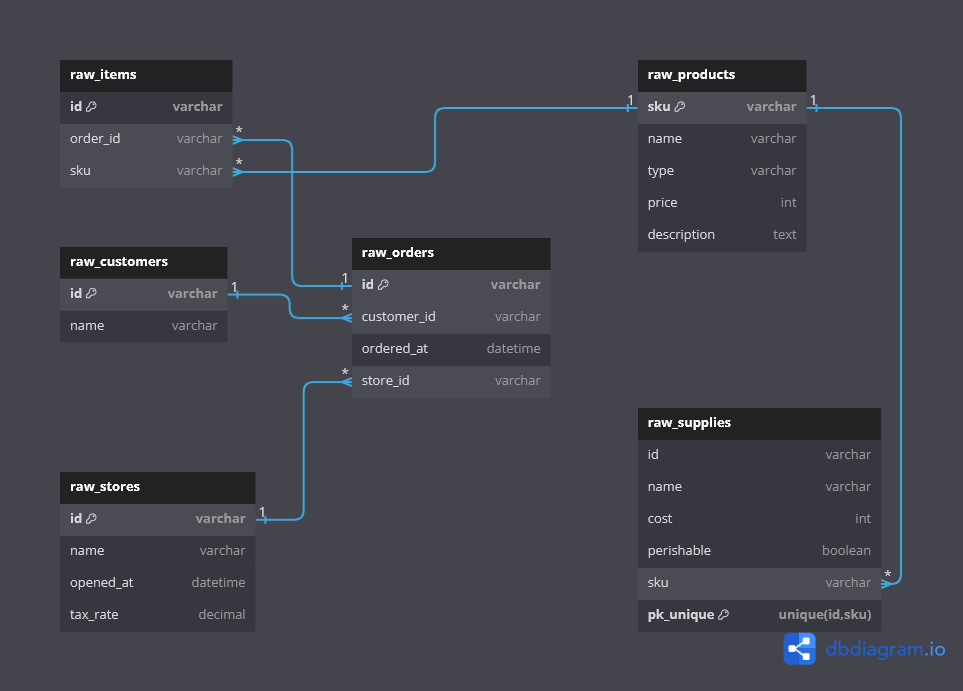 raw_items
id varchar
order_id varchar
sku varchar
raw_customers
id varchar
name varchar
raw_stores
id varchar
name varchar
opened_at datetime
tax_rate decimal
raw_orders
id varchar
customer_id varchar
ordered_at datetime
store_id varchar
raw_products
sku varchar
name varchar
type varchar
price int
description text
raw_supplies
id varchar
name varchar
cost int
perishable boolean
sku varchar
pk_unique unique(id,sku)
*
*
1
1
*
*
1
1
1
*
dbdiagram.io